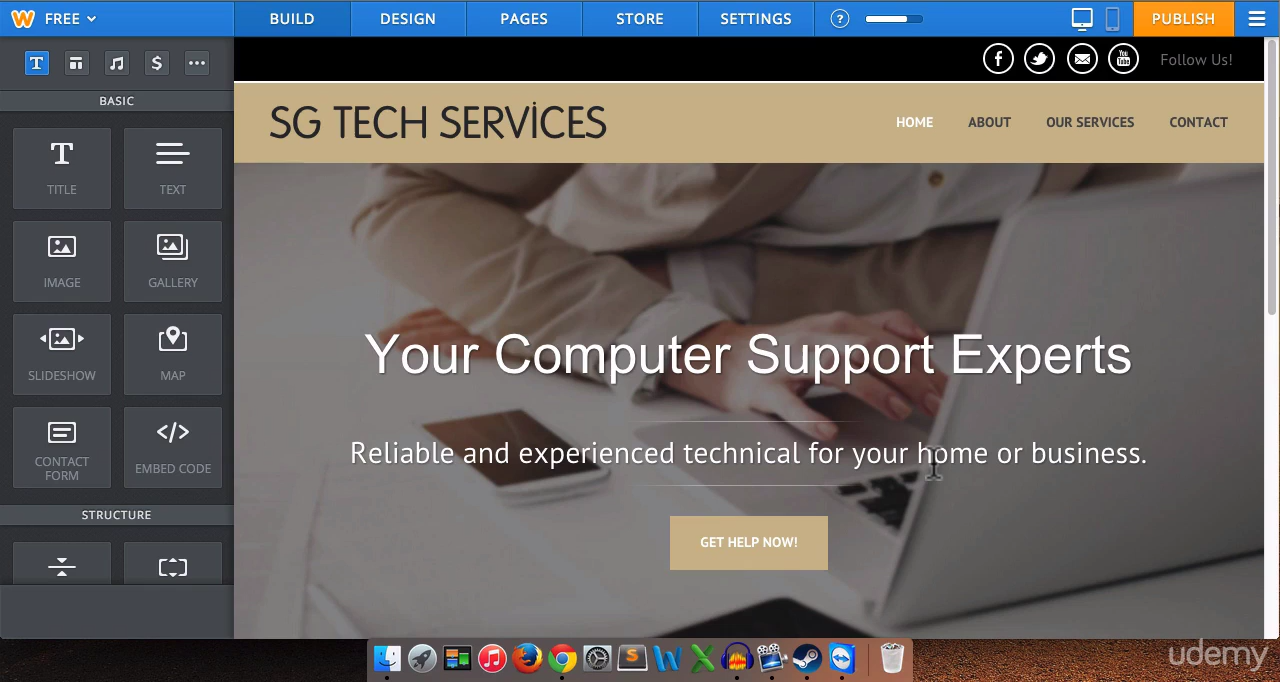 FREE BUILD DESIGN PAGES STORE SETTINGS ? PUBLISH
T $ ...
f You Tube Follow Us!
BASIC
SG TECH SERVICES HOME ABOUT OUR SERVICES CONTACT
T
TITLE TEXT
IMAGE GALLERY
SLIDESHOW MAP
</>
CONTACT FORM EMBED CODE
STRUCTURE
Your Computer Support Experts
Reliable and experienced technical for your home or business.
GET HELP NOW!
udemy